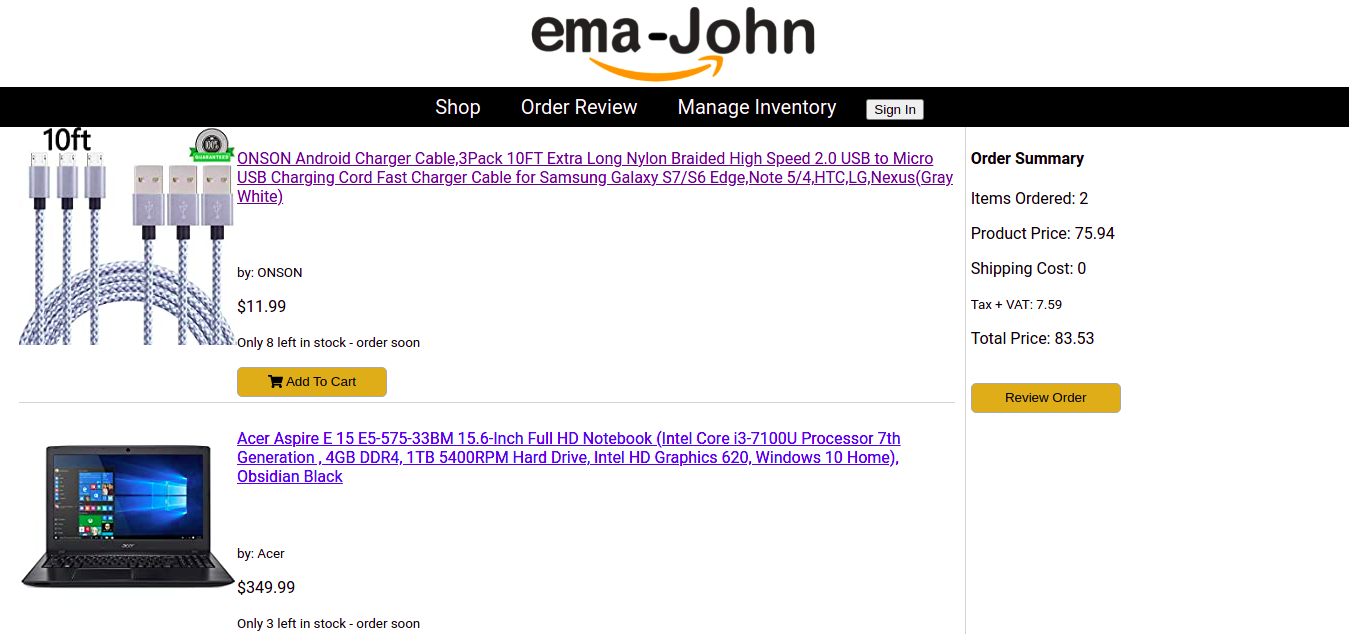 ema-John
Shop Order Review Manage Inventory Sign In
10ft
100%
GUARANTEED
ONSON Android Charger Cable,3Pack 10FT Extra Long Nylon Braided High Speed 2.0 USB to Micro
USB Charging Cord Fast Charger Cable for Samsung Galaxy S7/S6 Edge,Note 5/4,HTC,LG,Nexus(Gray
White)
by: ONSON
$11.99
Only 8 left in stock - order soon
Add To Cart
Acer Aspire E 15 E5-575-33BM 15.6-Inch Full HD Notebook (Intel Core i3-7100U Processor 7th
Generation , 4GB DDR4, 1TB 5400RPM Hard Drive, Intel HD Graphics 620, Windows 10 Home),
Obsidian Black
acer
by: Acer
$349.99
Only 3 left in stock - order soon
Order Summary
Items Ordered: 2
Product Price: 75.94
Shipping Cost: 0
Tax + VAT: 7.59
Total Price: 83.53
Review Order